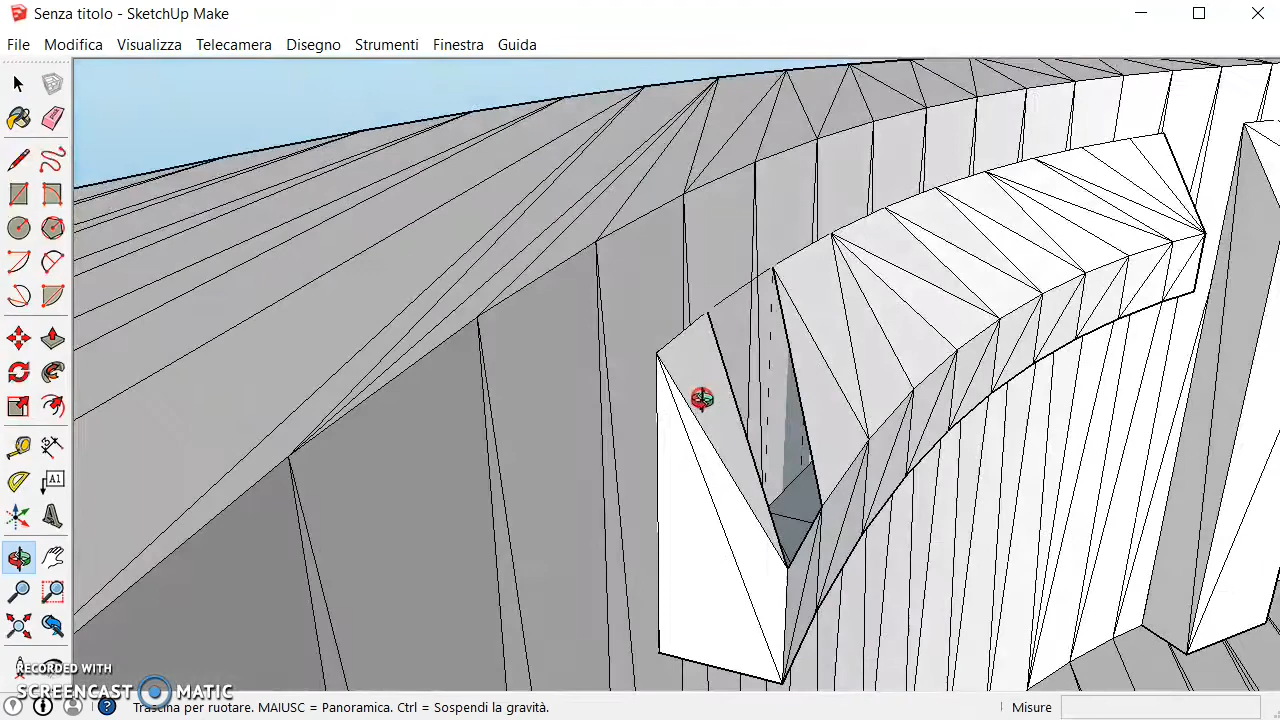 Senza titolo - SketchUp Make
File Modifica Visualizza Telecamera Disegno Strumenti Finestra Guida
A1
RECORDED WITH
SCREENCAST MATIC
Trascina per ruotare. MAIUSC = Panoramica. Ctrl = Sospendi la gravità.
Misure